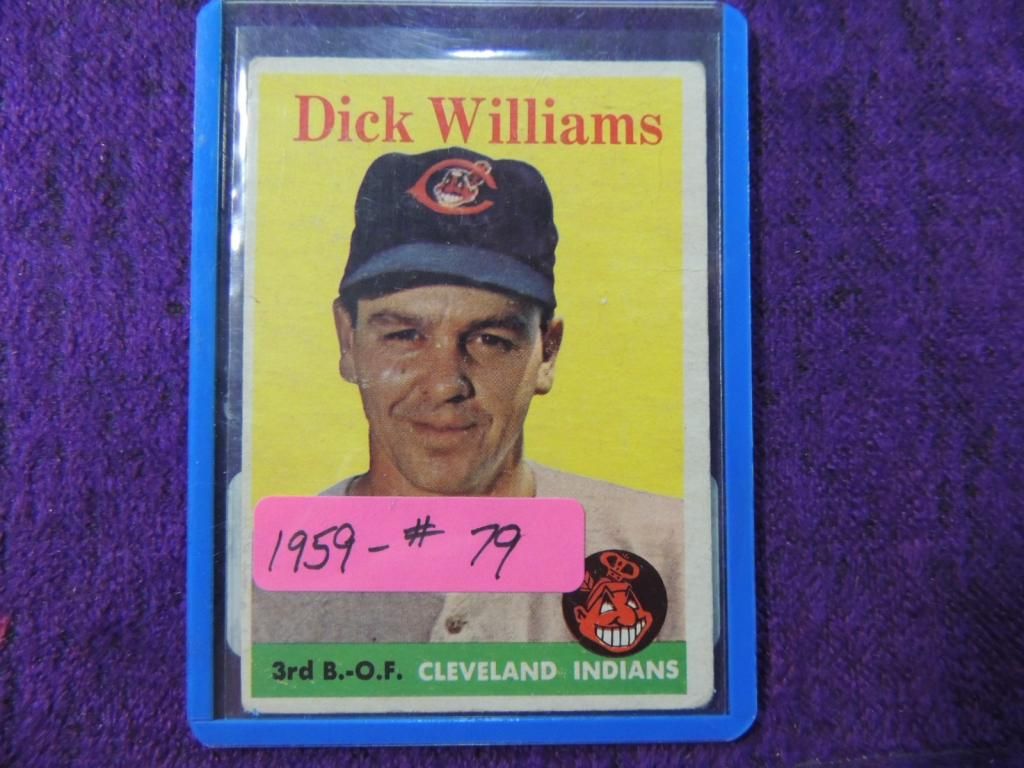 Dick Williams
C
1959 - # 79
3rd B.-O.F. CLEVELAND INDIANS